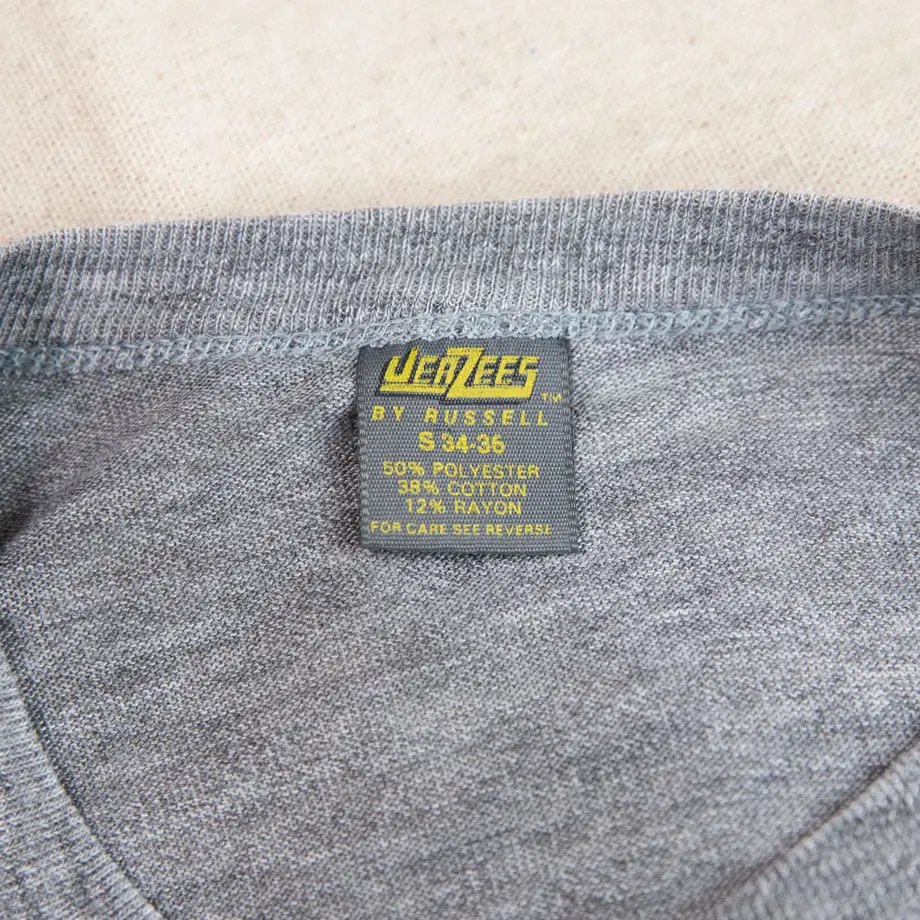 JERZEES TM
BY RUSSELL
S 34-36
50% POLYESTER
38% COTTON
12% RAYON
FOR CARE SEE REVERSE